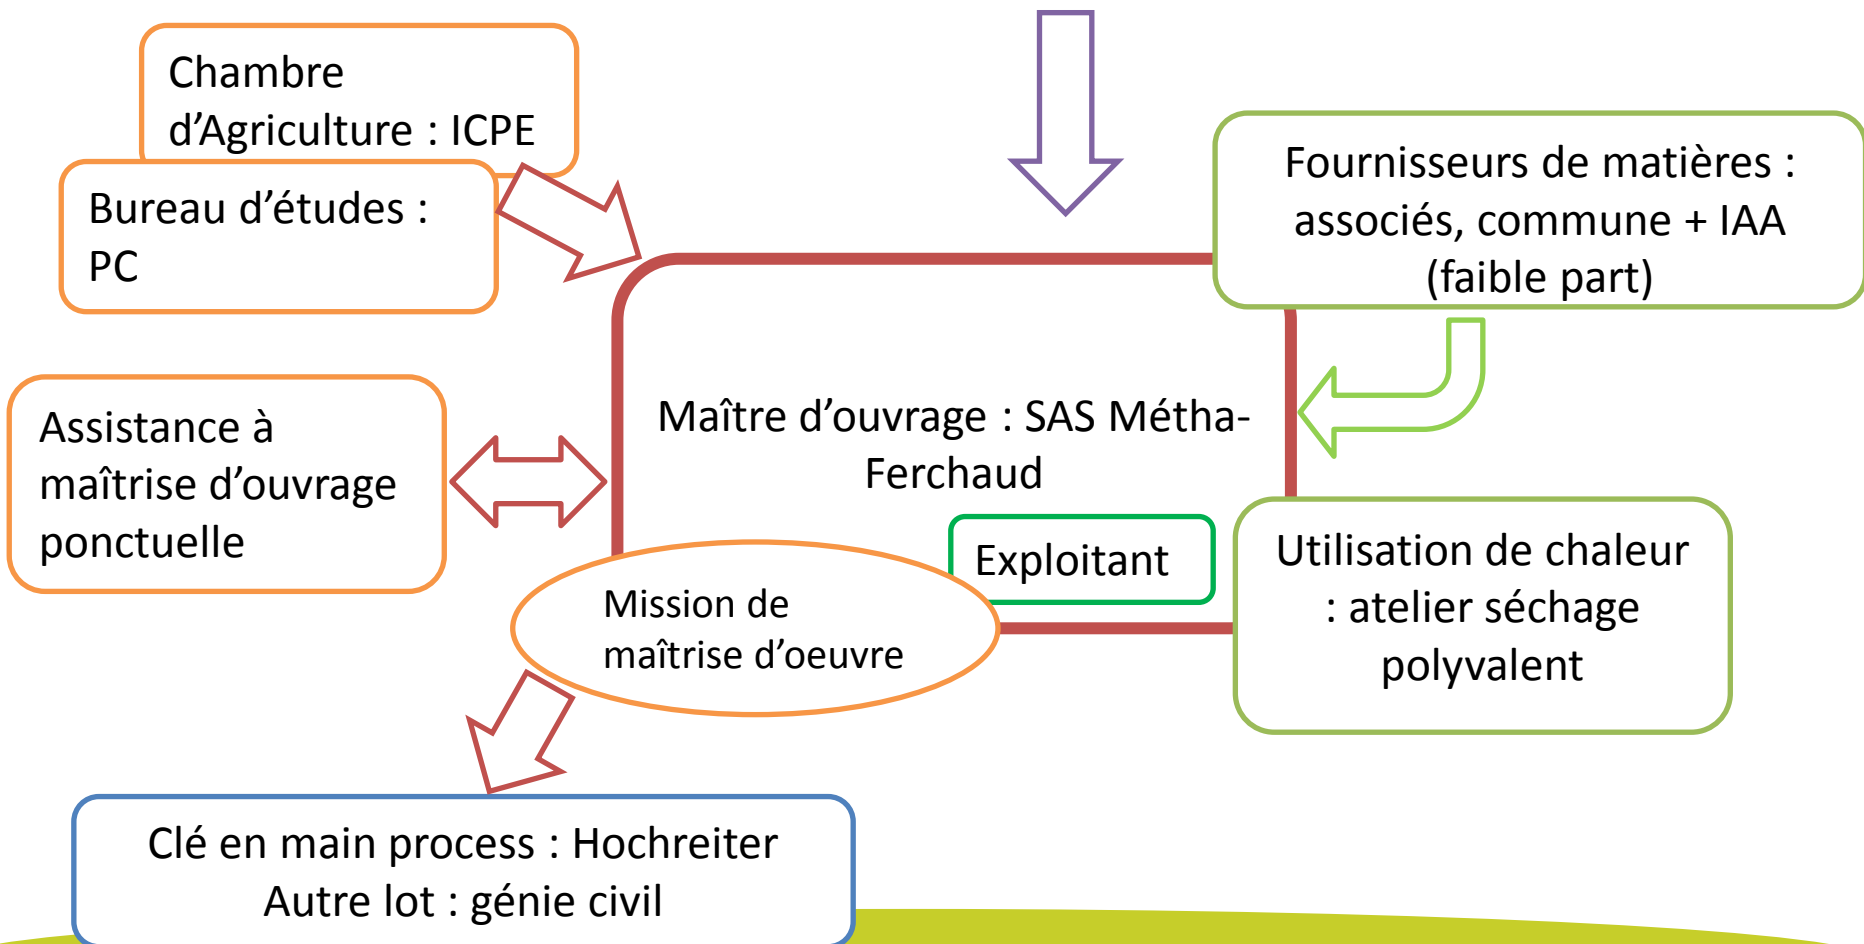 Chambre
d’Agriculture : ICPE
Bureau d’études :
PC
Fournisseurs de matières :
associés, commune + IAA
(faible part)
Assistance à
maîtrise d’ouvrage
ponctuelle
Maître d’ouvrage : SAS Métha-
Ferchaud
Exploitant
Utilisation de chaleur
: atelier séchage
polyvalent
Mission de
maîtrise d’oeuvre
Clé en main process : Hochreiter
Autre lot : génie civil